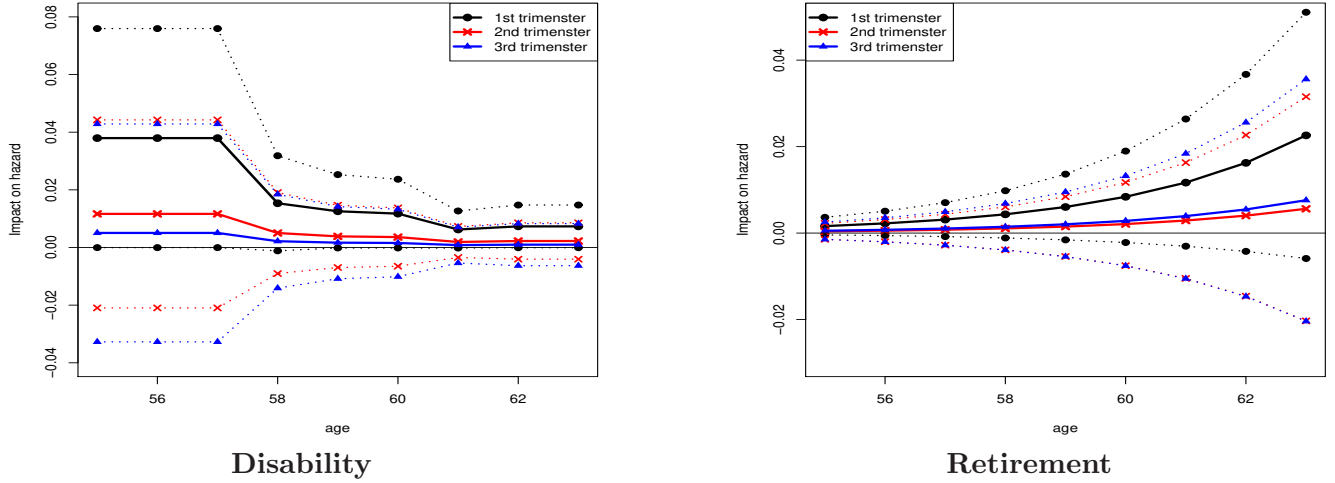 Impact on hazard
0.08
0.06
0.04
0.02
0.00
−0.02
−0.04
1st trimenster
2nd trimenster
3rd trimenster
56 58 60 62
age
Disability
Impact on hazard
0.04
0.02
0.00
−0.02
1st trimenster
2nd trimenster
3rd trimenster
56 58 60 62
age
Retirement